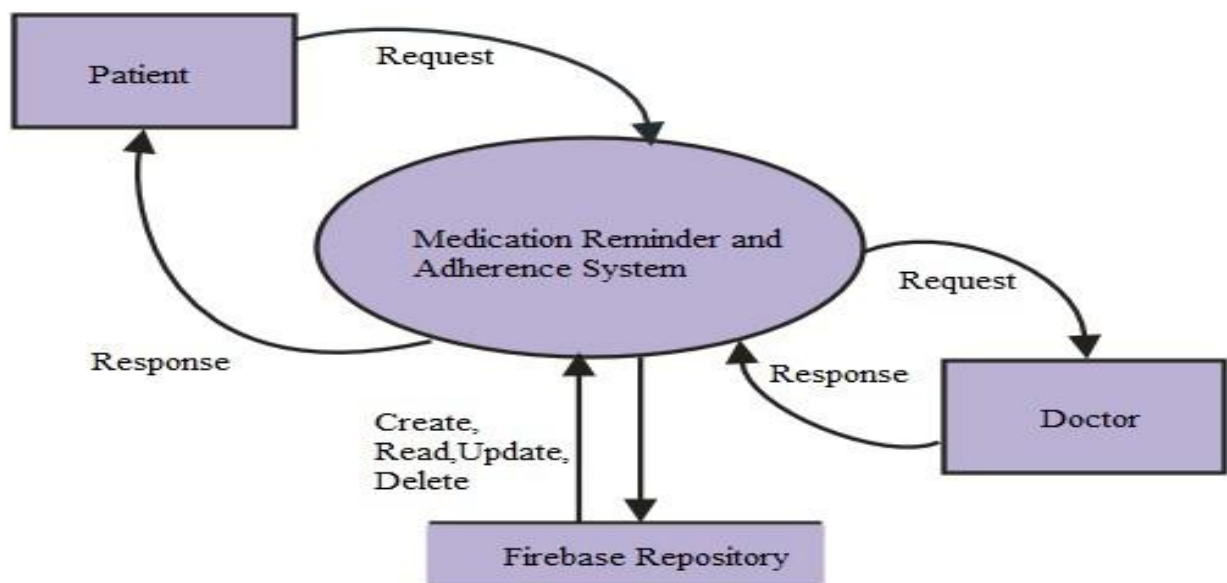 Patient
Request
Medication Reminder and
Adherence System
Request
Response
Response
Doctor
Create,
Read,Update,
Delete
Firebase Repository